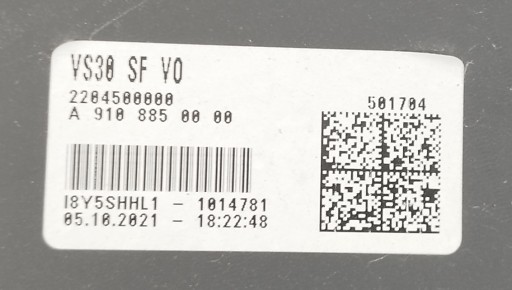 VS30 SF VO
2204500000
A 910 885 00 00
501704
I8Y5SHHL1 - 1014781
05.10.2021 - 18:22:48